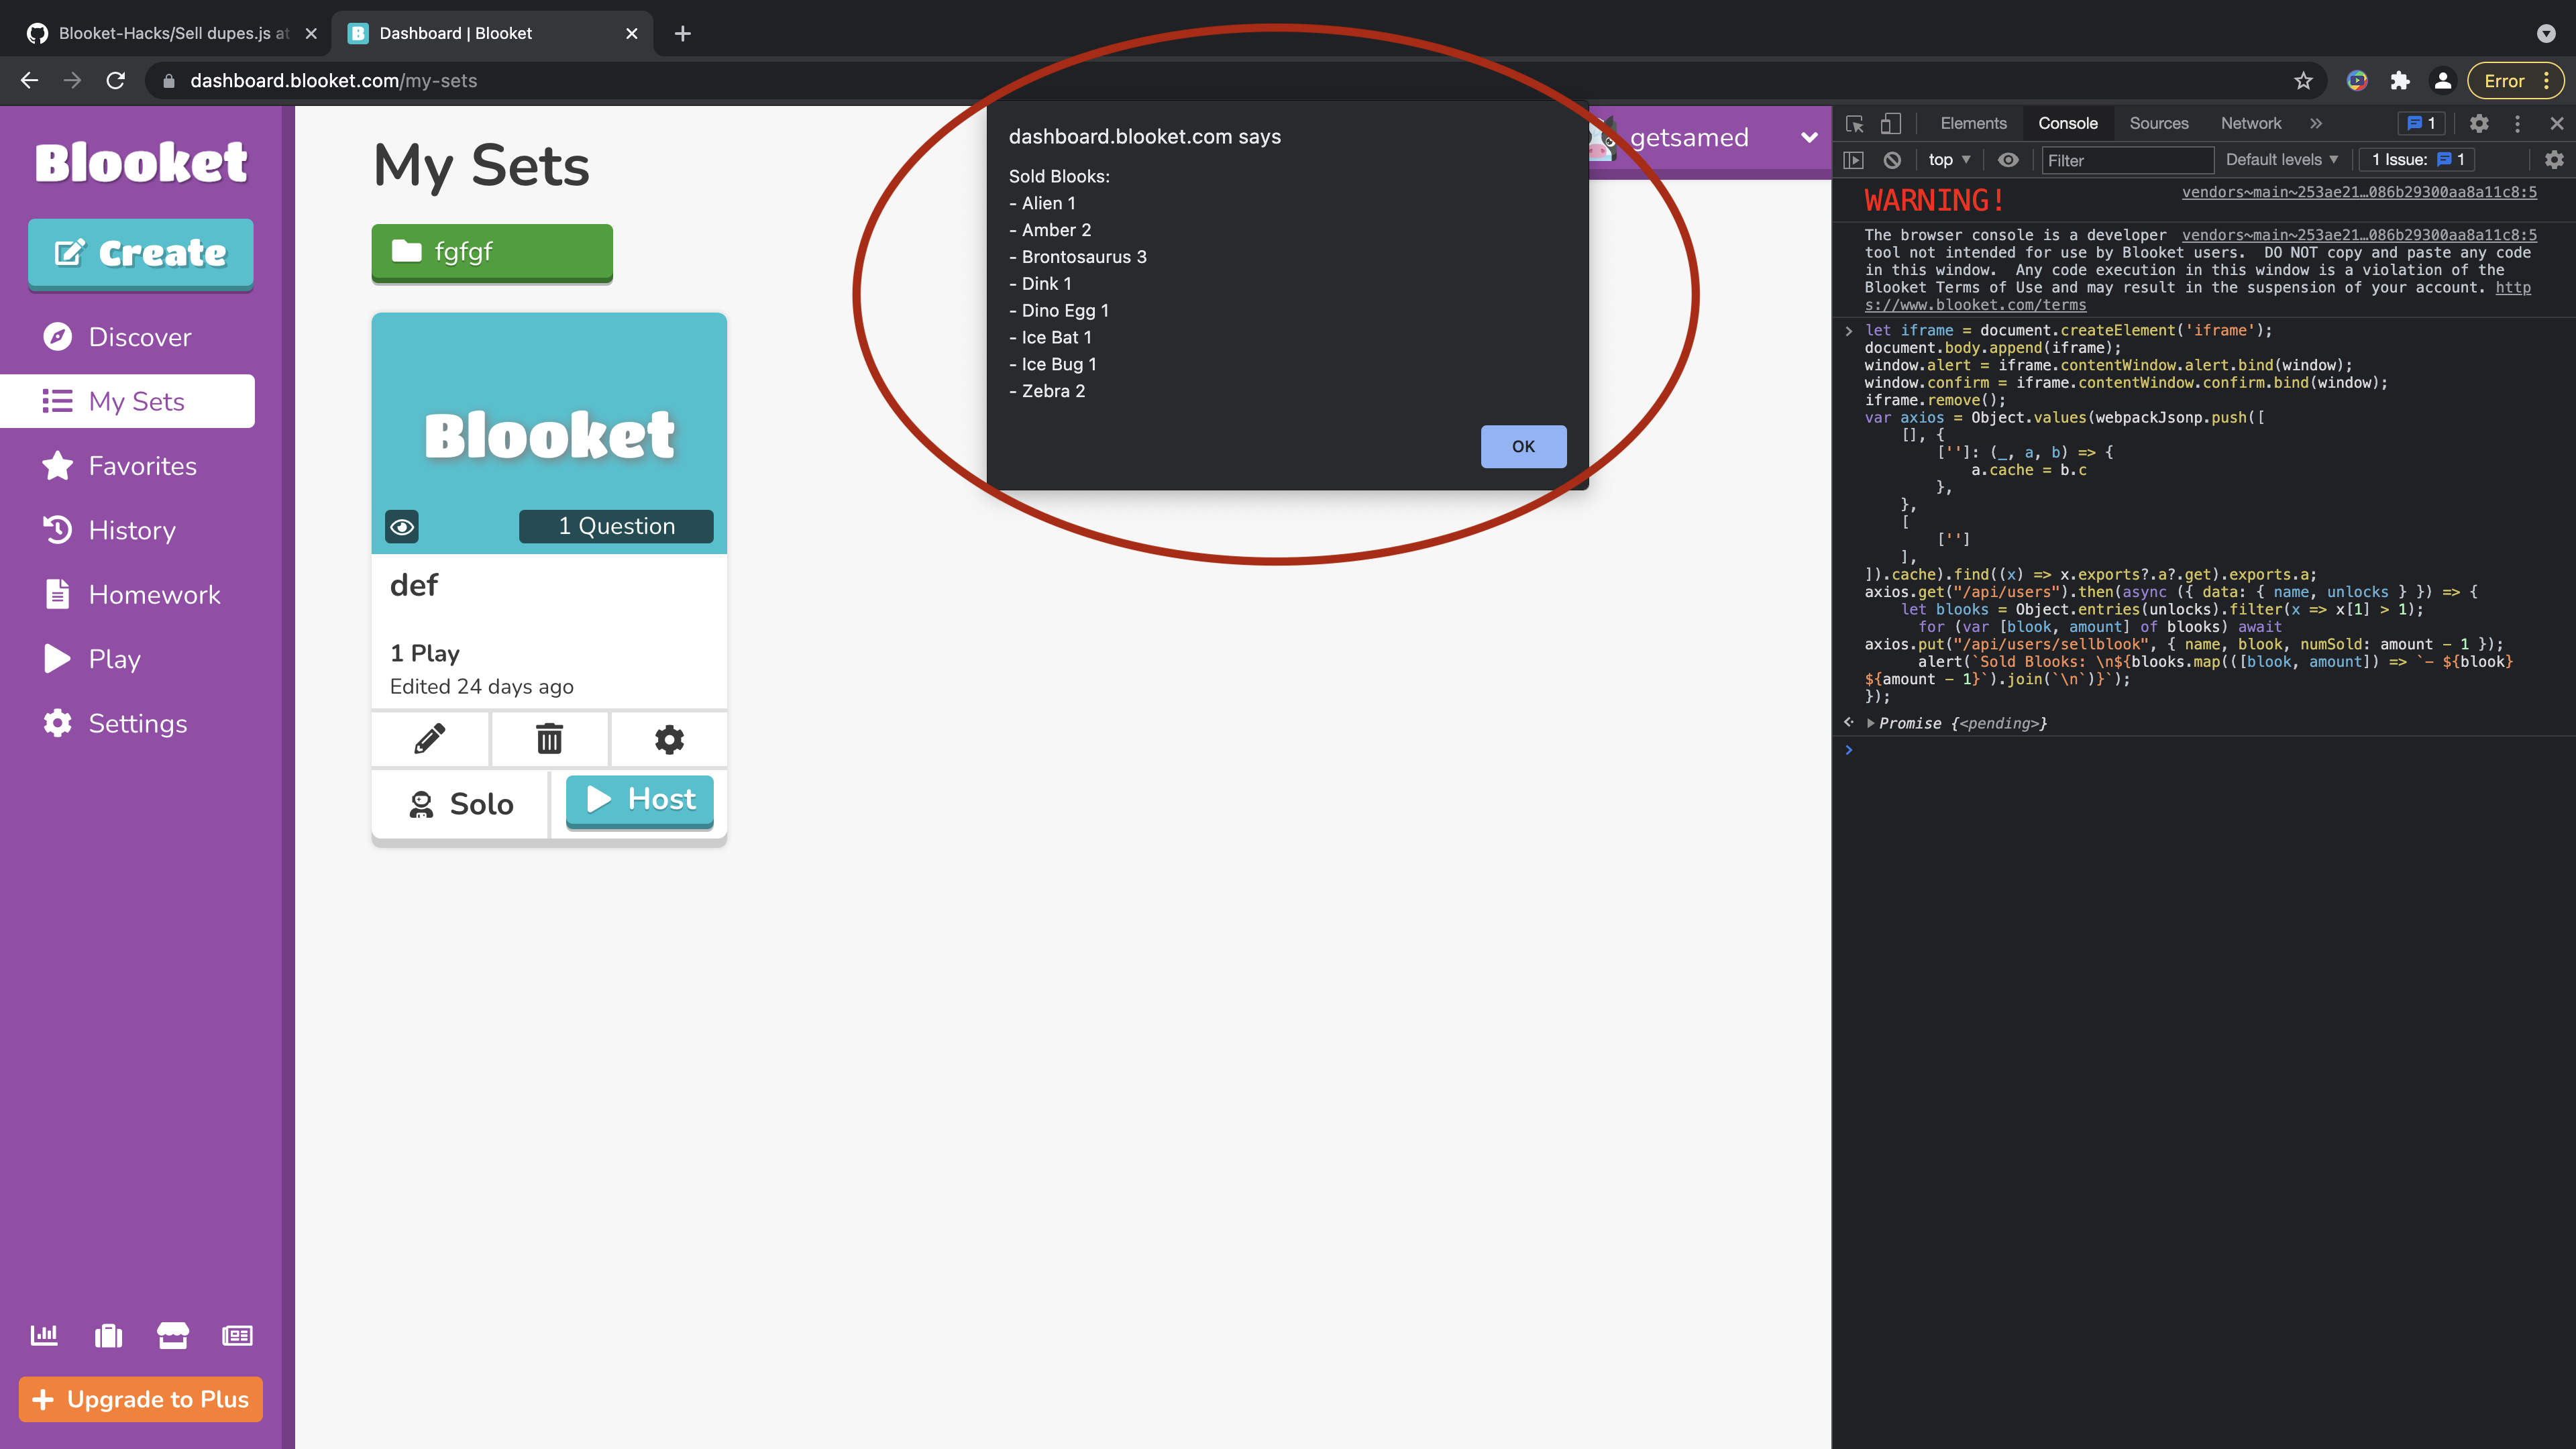 Blooket-Hacks/Sell dupes.js at
Dashboard | Blooket
dashboard.blooket.com/my-sets
Error
Blooket
Create
Discover
My Sets
Favorites
History
Homework
Play
Settings
Upgrade to Plus
My Sets
fgfgf
Blooket
1 Question
def
1 Play
Edited 24 days ago
Solo
Host
getsamed
dashboard.blooket.com says
Sold Blooks:
- Alien 1
- Amber 2
- Brontosaurus 3
- Dink 1
- Dino Egg 1
- Ice Bat 1
- Ice Bug 1
- Zebra 2
OK
Elements Console Sources Network » 1
top Filter Default levels 1 Issue: 1
WARNING! vendors~main~253ae21…086b29300aa8a11c8:5
The browser console is a developer vendors~main~253ae21…086b29300aa8a11c8:5
tool not intended for use by Blooket users. DO NOT copy and paste any code
in this window. Any code execution in this window is a violation of the
Blooket Terms of Use and may result in the suspension of your account. http
s://www.blooket.com/terms
> let iframe = document.createElement('iframe');
document.body.append(iframe);
window.alert = iframe.contentWindow.alert.bind(window);
window.confirm = iframe.contentWindow.confirm.bind(window);
iframe.remove();
var axios = Object.values(webpackJsonp.push([
[], {
['']: (_, a, b) => {
a.cache = b.c
},
},
[
['']
],
]).cache).find((x) => x.exports?.a?.get).exports.a;
axios.get("/api/users").then(async ({ data: { name, unlocks } }) => {
let blooks = Object.entries(unlocks).filter(x => x[1] > 1);
for (var [blook, amount] of blooks) await
axios.put("/api/users/sellblook", { name, blook, numSold: amount - 1 });
alert(`Sold Blooks: \n${blooks.map(([blook, amount]) => `- ${blook}
${amount - 1}`).join(`\n`)}`);
});
Promise {<pending>}
>